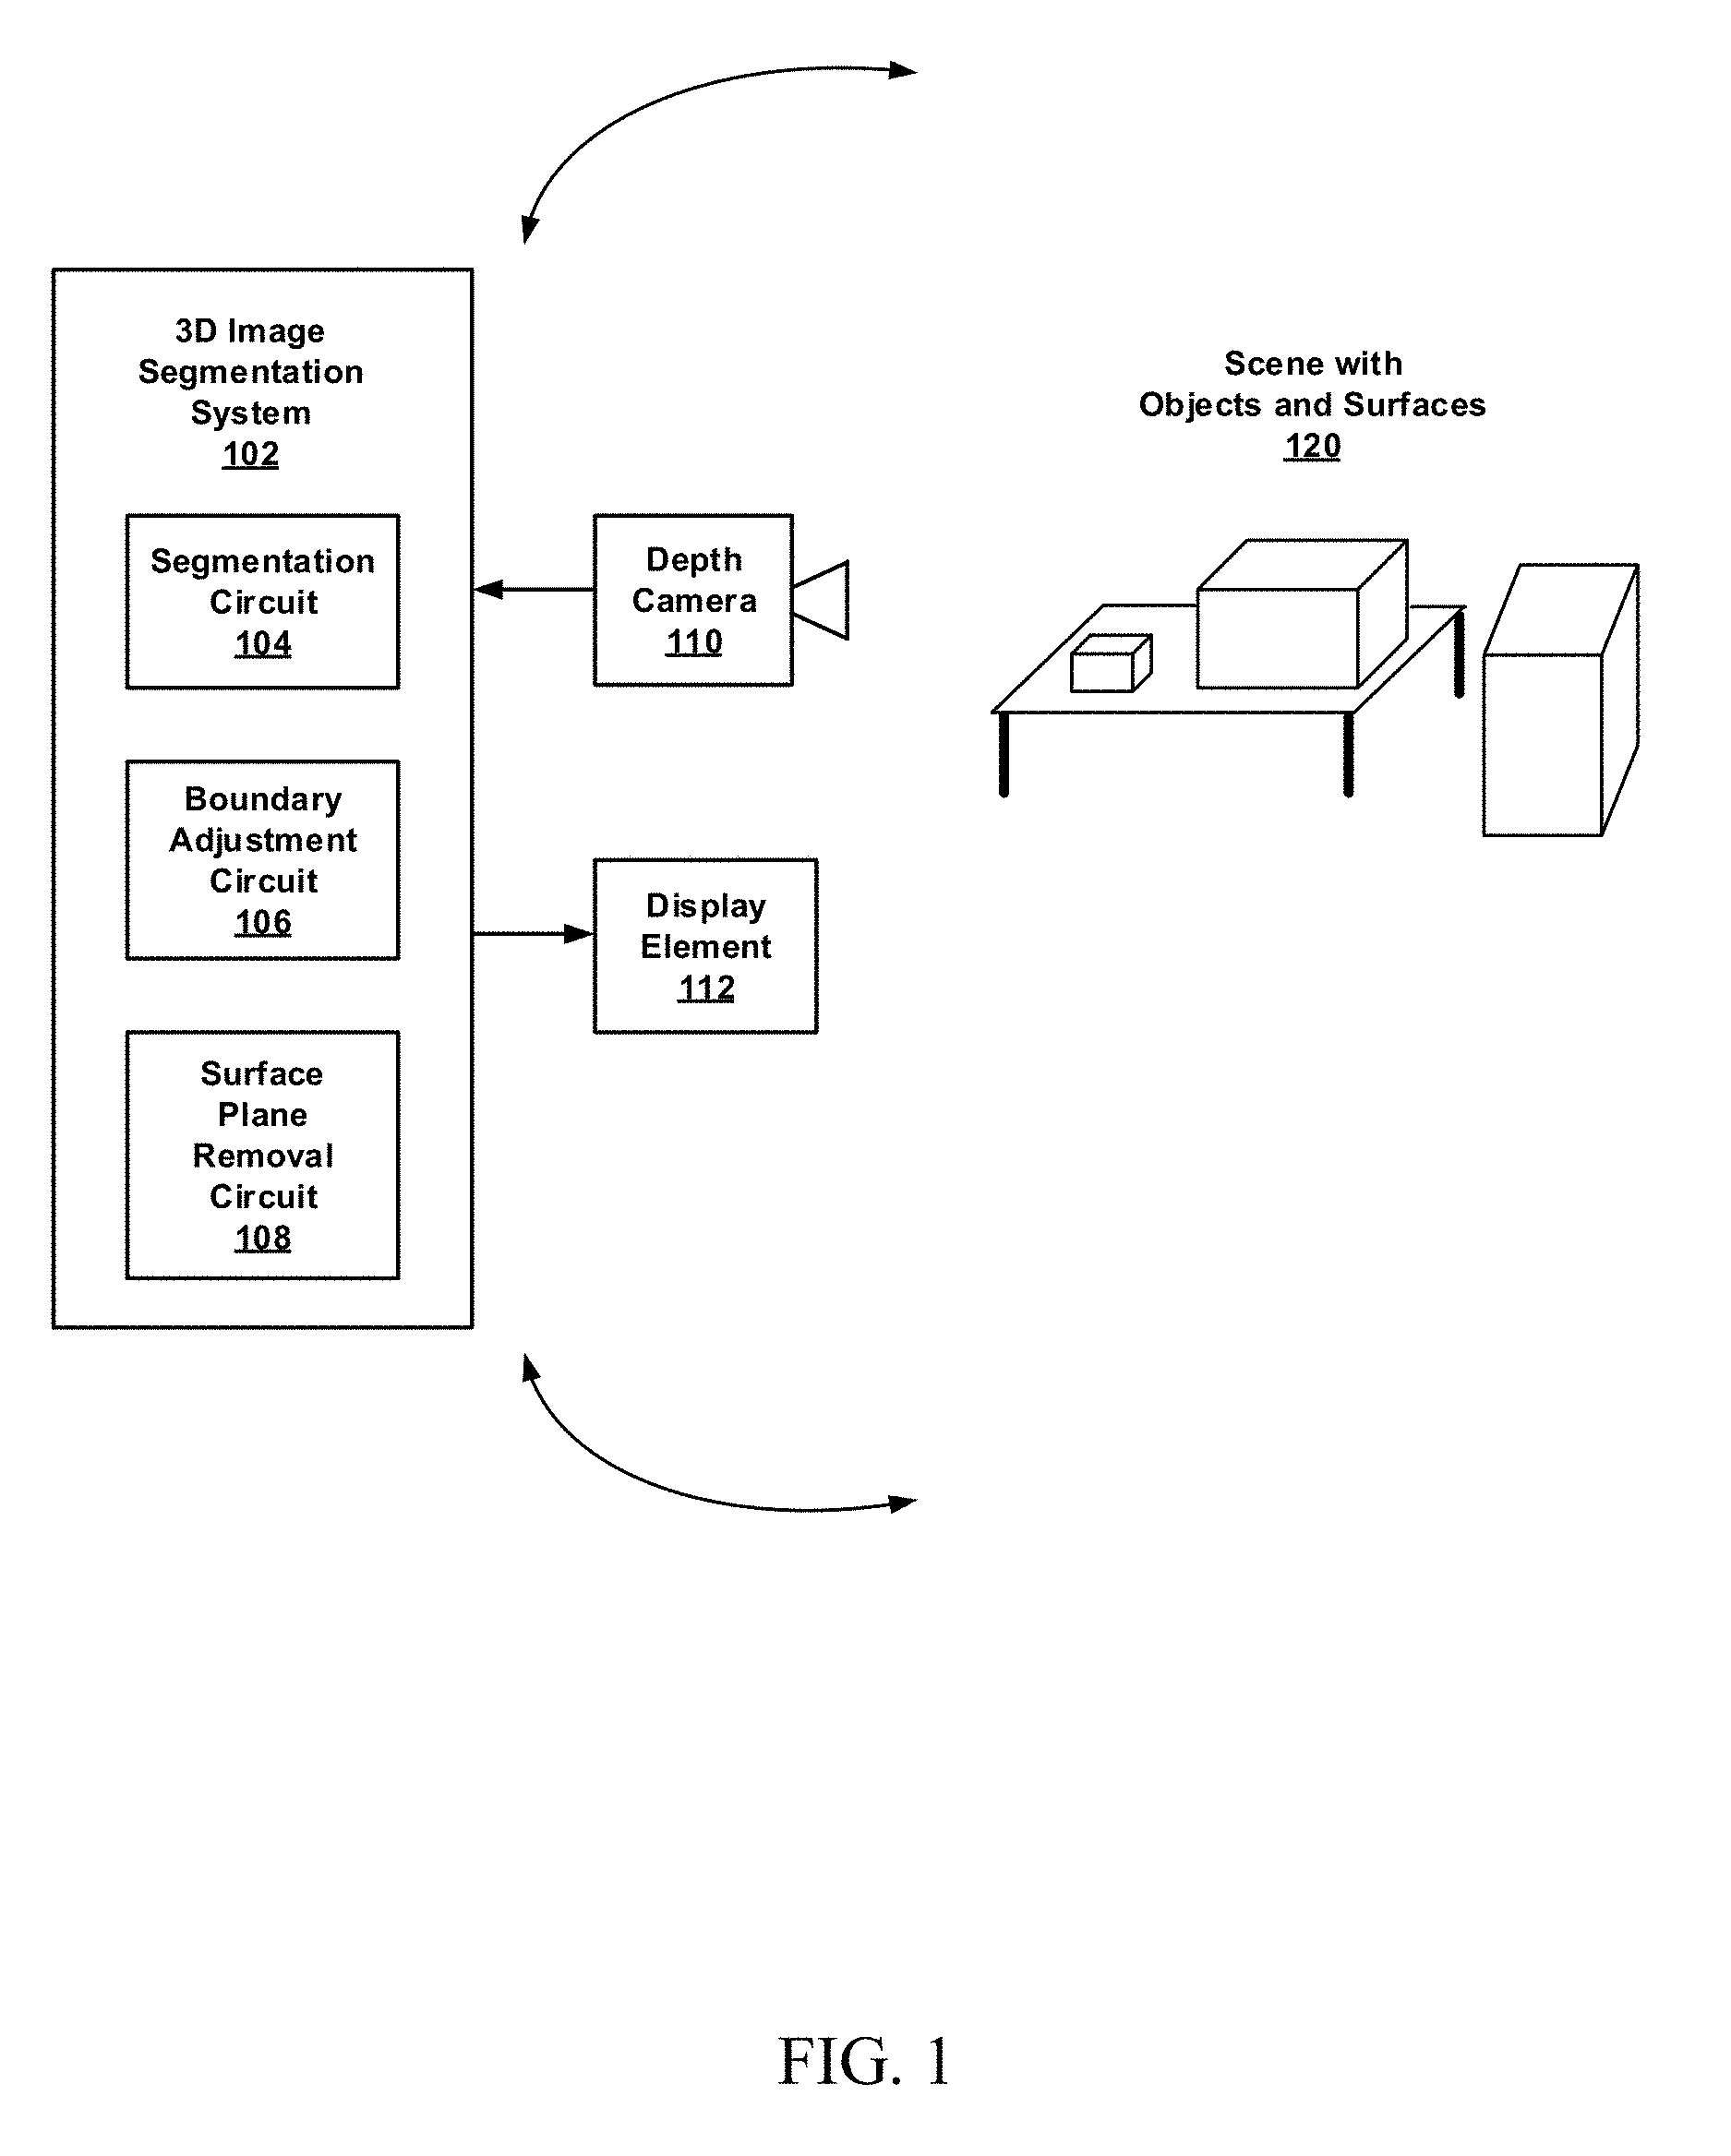 3D Image
Segmentation
System
102
Segmentation
Circuit
104
Boundary
Adjustment
Circuit
106
Surface
Plane
Removal
Circuit
108
Depth
Camera
110
Display
Element
112
Scene with
Objects and Surfaces
120
FIG. 1